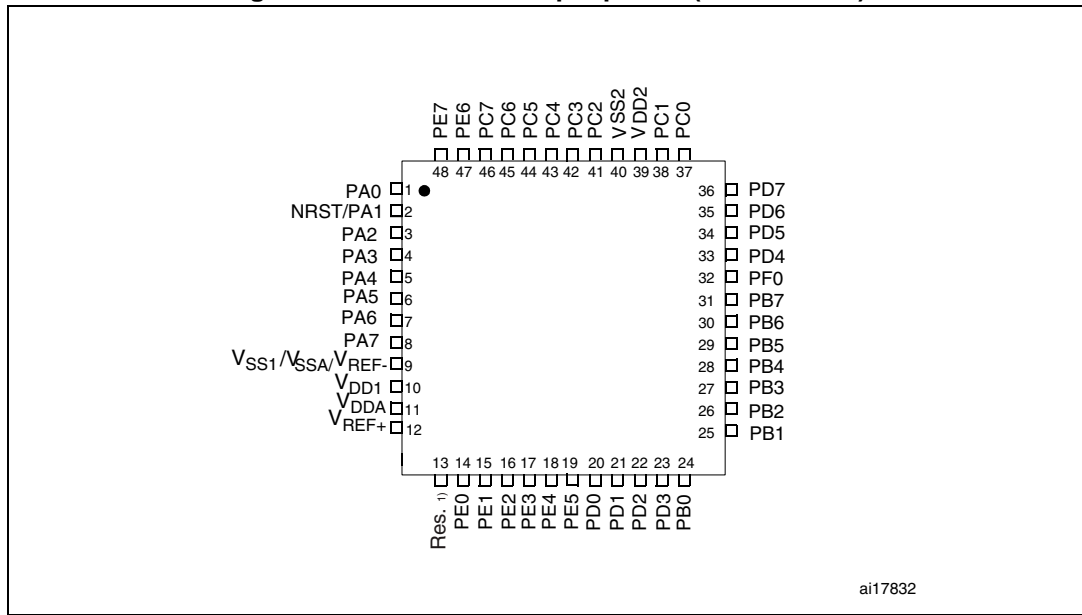 PE7
PE6
PC7
PC6
PC5
PC4
PC3
PC2
VSS2
VDD2
PC1
PC0
48 47 46 45 44 43 42 41 40 39 38 37
PA0 1
NRST/PA1 2
PA2 3
PA3 4
PA4 5
PA5 6
PA6 7
PA7 8
VSS1/VSSA/VREF- 9
VDD1 10
VDDA 11
VREF+ 12
36 PD7
35 PD6
34 PD5
33 PD4
32 PF0
31 PB7
30 PB6
29 PB5
28 PB4
27 PB3
26 PB2
25 PB1
13 14 15 16 17 18 19 20 21 22 23 24
Res. 1)
PE0
PE1
PE2
PE3
PE4
PE5
PD0
PD1
PD2
PD3
PB0
ai17832